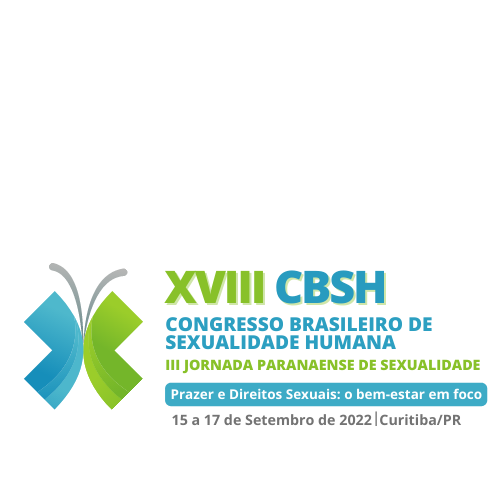 XVIII CBSH
CONGRESSO BRASILEIRO DE
SEXUALIDADE HUMANA
III JORNADA PARANAENSE DE SEXUALIDADE
Prazer e Direitos Sexuais: o bem-estar em foco
15 a 17 de Setembro de 2022|Curitiba/PR